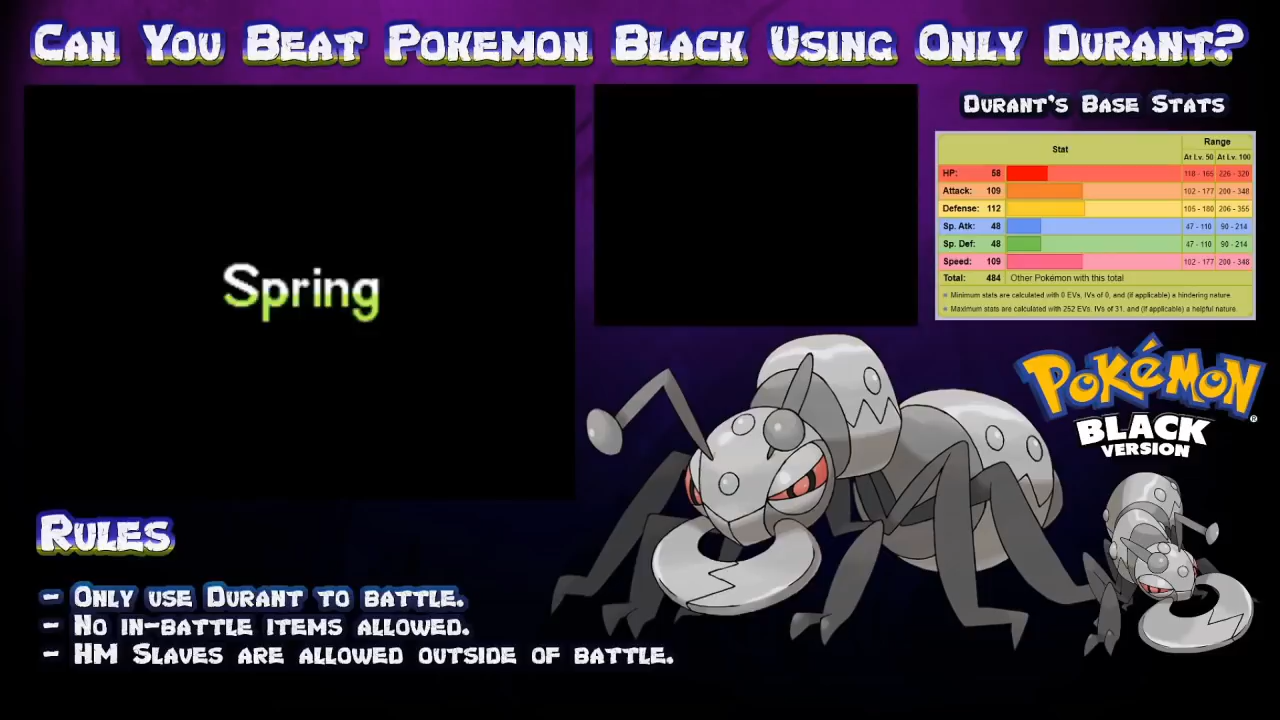 Can You Beat Pokemon Black Using Only Durant?
Spring
Durant's Base Stats
Stat Range
At Lv. 50 At Lv. 100
HP: 58 118 - 165 226 - 320
Attack: 109 102 - 177 200 - 348
Defense: 112 105 - 180 206 - 355
Sp. Atk: 48 47 - 110 90 - 214
Sp. Def: 48 47 - 110 90 - 214
Speed: 109 102 - 177 200 - 348
Total: 484 Other Pokémon with this total
Minimum stats are calculated with 0 EVs, IVs of 0, and (if applicable) a hindering nature.
Maximum stats are calculated with 252 EVs, IVs of 31, and (if applicable) a helpful nature.
POKéMON
BLACK
VERSION
Rules
- Only use Durant to battle.
- No in-battle items allowed.
- HM Slaves are allowed outside of battle.